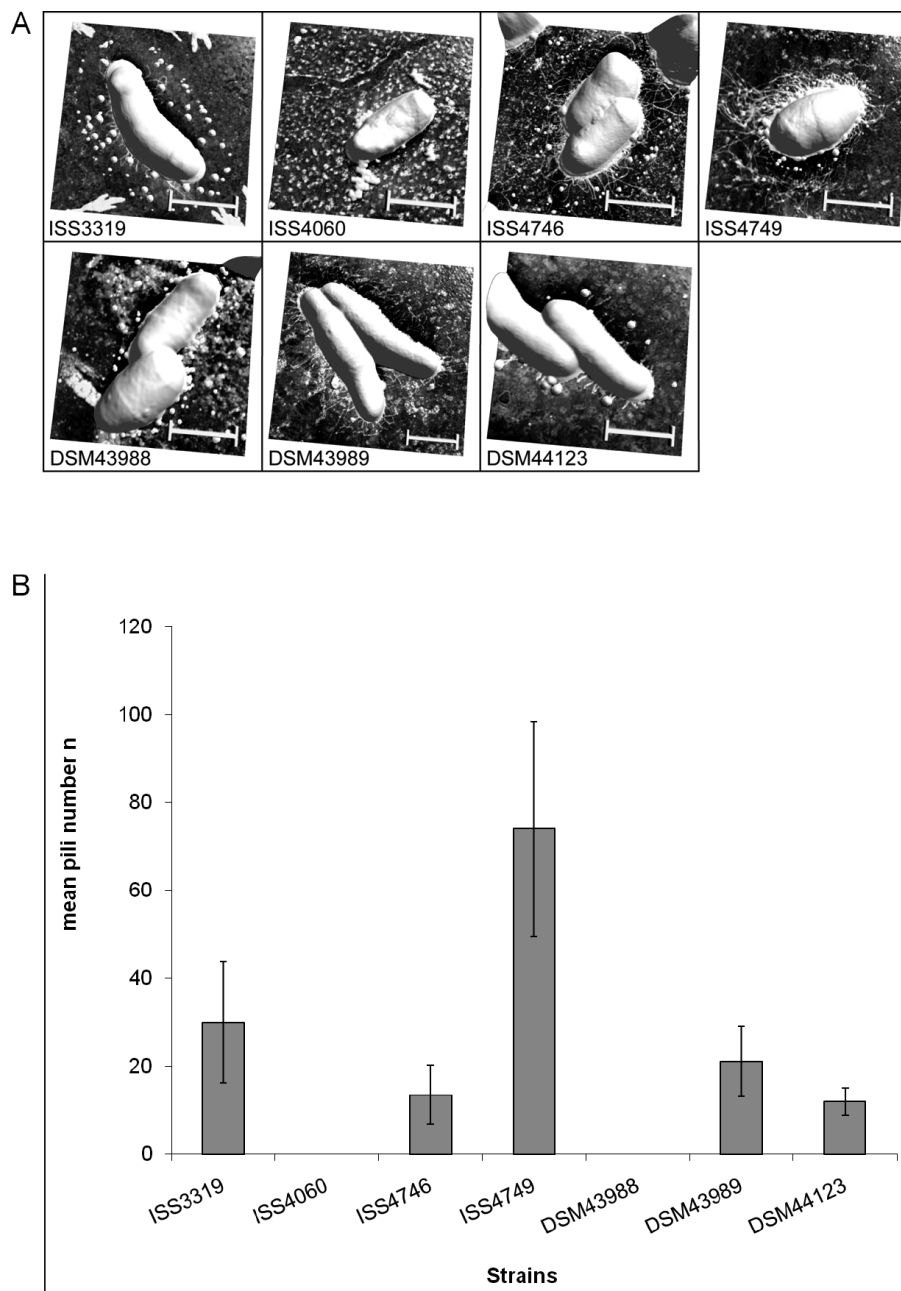 A
ISS3319
ISS4060
ISS4746
ISS4749
DSM43988
DSM43989
DSM44123
B
mean pili number n
120
100
80
60
40
20
0
ISS3319
ISS4060
ISS4746
ISS4749
DSM43988
DSM43989
DSM44123
Strains